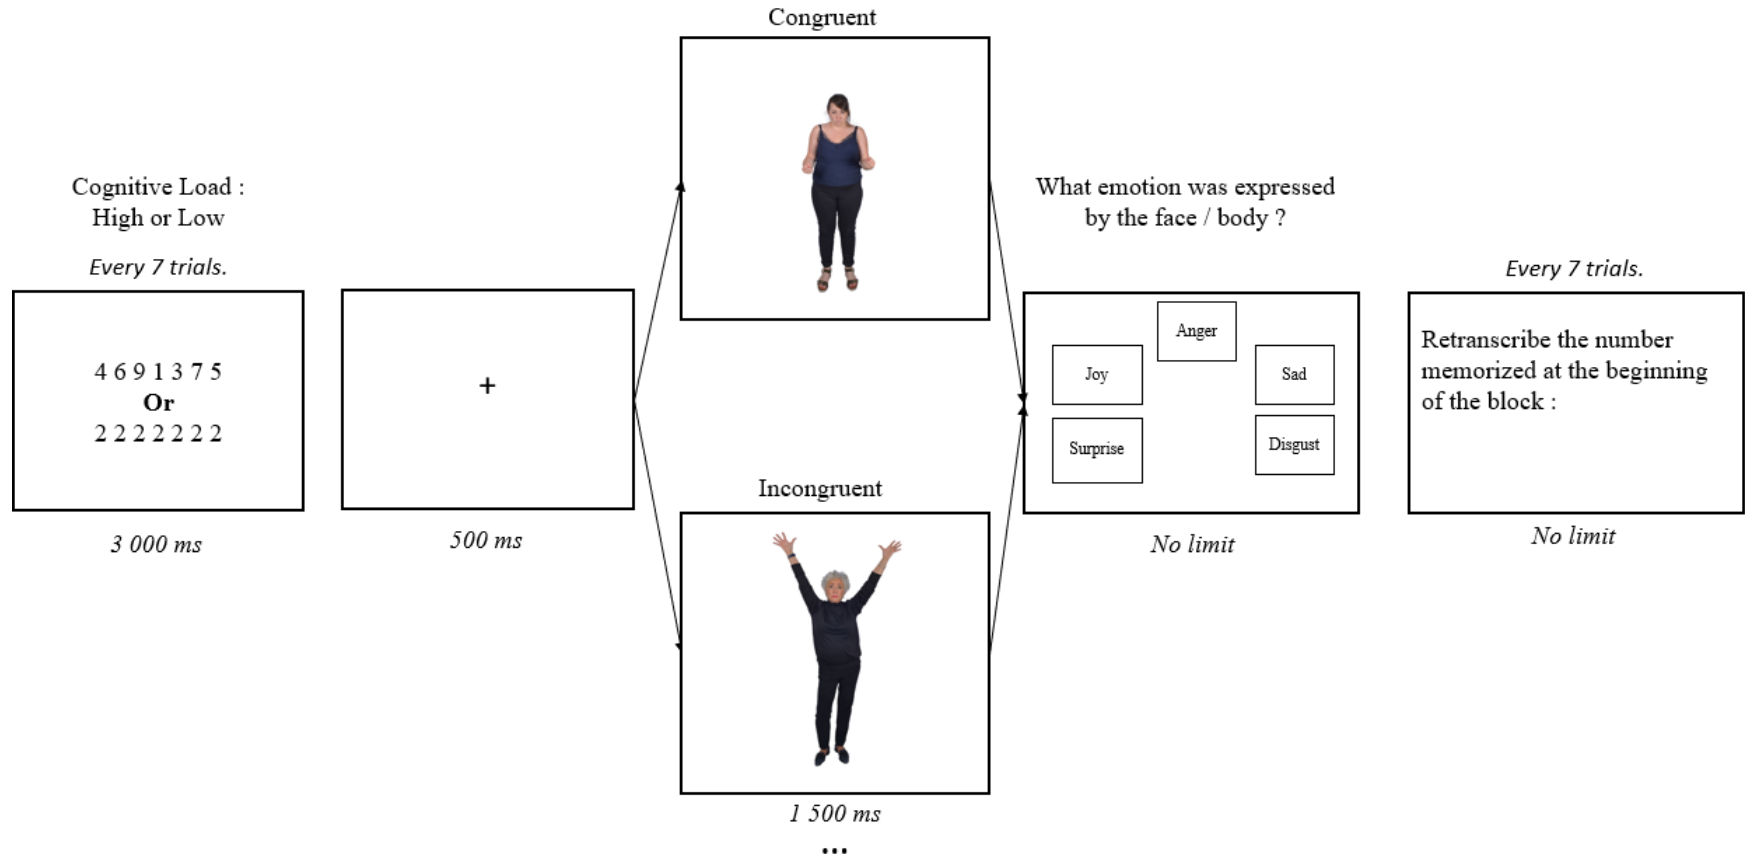 Cognitive Load :
High or Low
Every 7 trials.
4 6 9 1 3 7 5
Or
2 2 2 2 2 2 2
3 000 ms
+
500 ms
Congruent
Incongruent
1 500 ms
...
What emotion was expressed
by the face / body ?
Anger
Joy
Sad
Surprise
Disgust
No limit
Every 7 trials.
Retranscribe the number
memorized at the beginning
of the block :
No limit